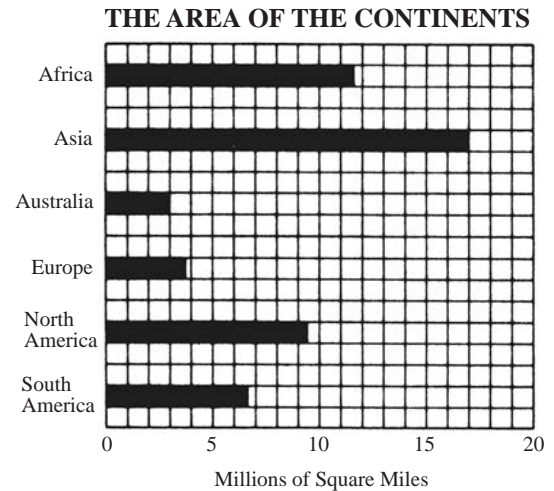 THE AREA OF THE CONTINENTS
Africa
Asia
Australia
Europe
North
America
South
America
0 5 10 15 20
Millions of Square Miles